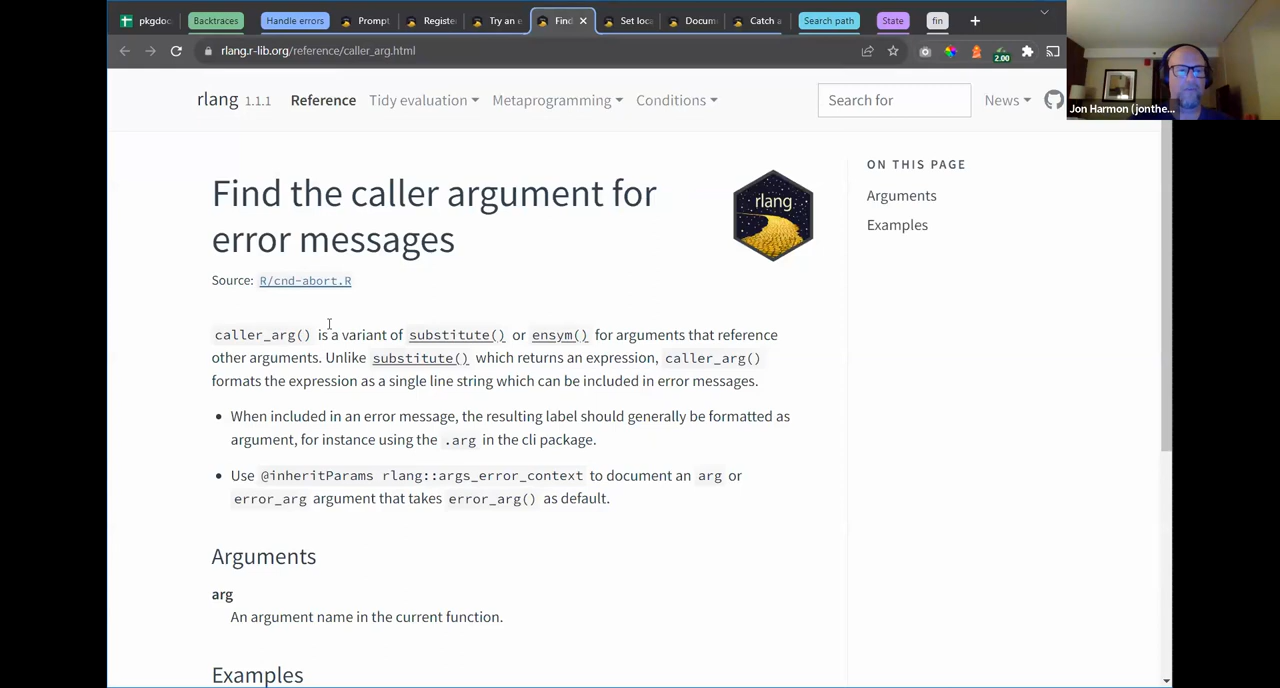 pkgdoc
Backtraces
Handle errors
Prompt
Registe
Try an e
Find
Set loca
Docum
Catch a
Search path
State
fin
rlang.r-lib.org/reference/caller_arg.html
2.00
Jon Harmon (jonthe...
rlang 1.1.1 Reference Tidy evaluation Metaprogramming Conditions Search for News
Find the caller argument for
error messages
rlang
Source: R/cnd-abort.R
ON THIS PAGE
Arguments
Examples
caller_arg() is a variant of substitute() or ensym() for arguments that reference
other arguments. Unlike substitute() which returns an expression, caller_arg()
formats the expression as a single line string which can be included in error messages.
• When included in an error message, the resulting label should generally be formatted as
argument, for instance using the .arg in the cli package.
• Use @inheritParams rlang::args_error_context to document an arg or
error_arg argument that takes error_arg() as default.
Arguments
arg
An argument name in the current function.
Examples